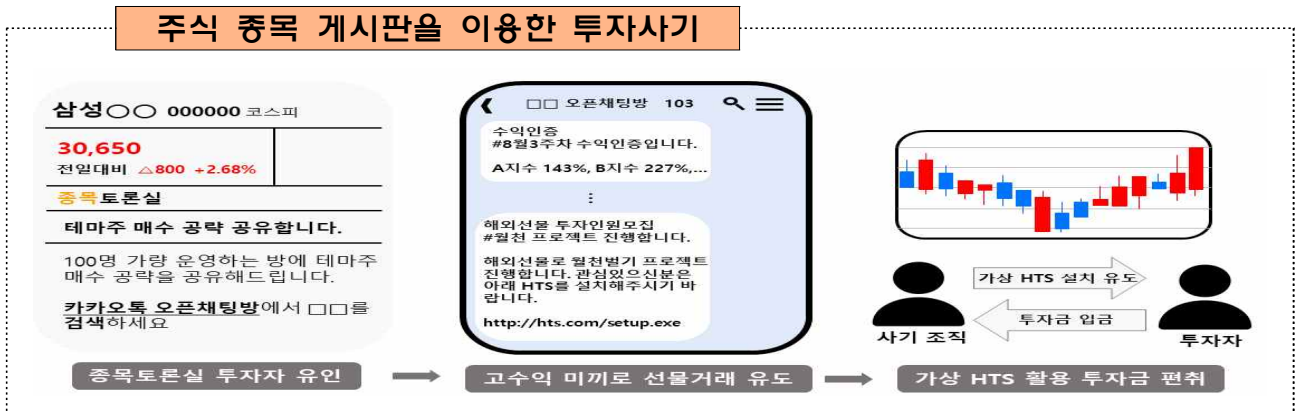 주식 종목 게시판을 이용한 투자사기
삼성○○ 000000 코스피
30,650
전일대비 △800 +2.68%
종목토론실
테마주 매수 공략 공유합니다.
100명 가량 운영하는 방에 테마주
매수 공략을 공유해드립니다.
카카오톡 오픈채팅방에서 □□를
검색하세요
종목토론실 투자자 유인
□□ 오픈채팅방 103
수익인증
#8월3주차 수익인증입니다.
A지수 143%, B지수 227%,...
⋮
해외선물 투자인원모집
#월천 프로젝트 진행합니다.
해외선물로 월천벌기 프로젝트
진행합니다. 관심있으신분은
아래 HTS를 설치해주시기 바
랍니다.
http://hts.com/setup.exe
고수익 미끼로 선물거래 유도
가상 HTS 설치 유도
투자금 입금
사기 조직
투자자
가상 HTS 활용 투자금 편취